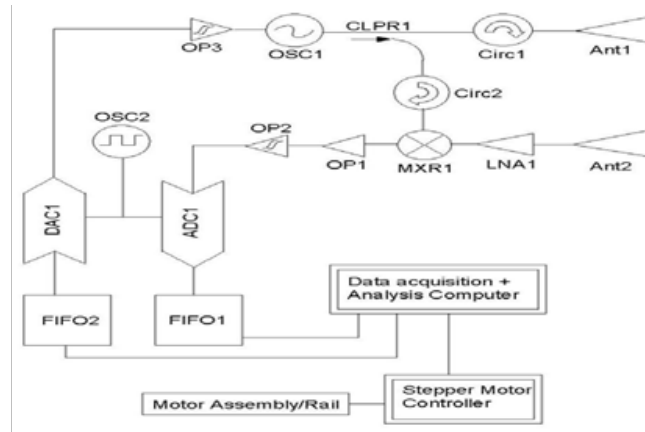 CLPR1
OP3
OSC1
Circ1
Ant1
OSC2
Circ2
OP2
OP1
MXR1
LNA1
Ant2
DAC1
ADC1
Data acquisition +
Analysis Computer
FIFO2
FIFO1
Motor Assembly/Rail
Stepper Motor
Controller